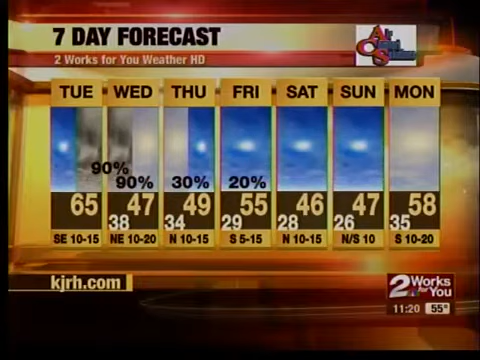 7 DAY FORECAST
2 Works for You Weather HD
TUE WED THU FRI SAT SUN MON
90%
90% 30% 20%
65 47 49 55 46 47 58
38 34 29 28 26 35
SE 10-15 NE 10-20 N 10-15 S 5-15 N 10-15 N/S 10 S 10-20
kjrh.com
2 Works for You
11:20 55°